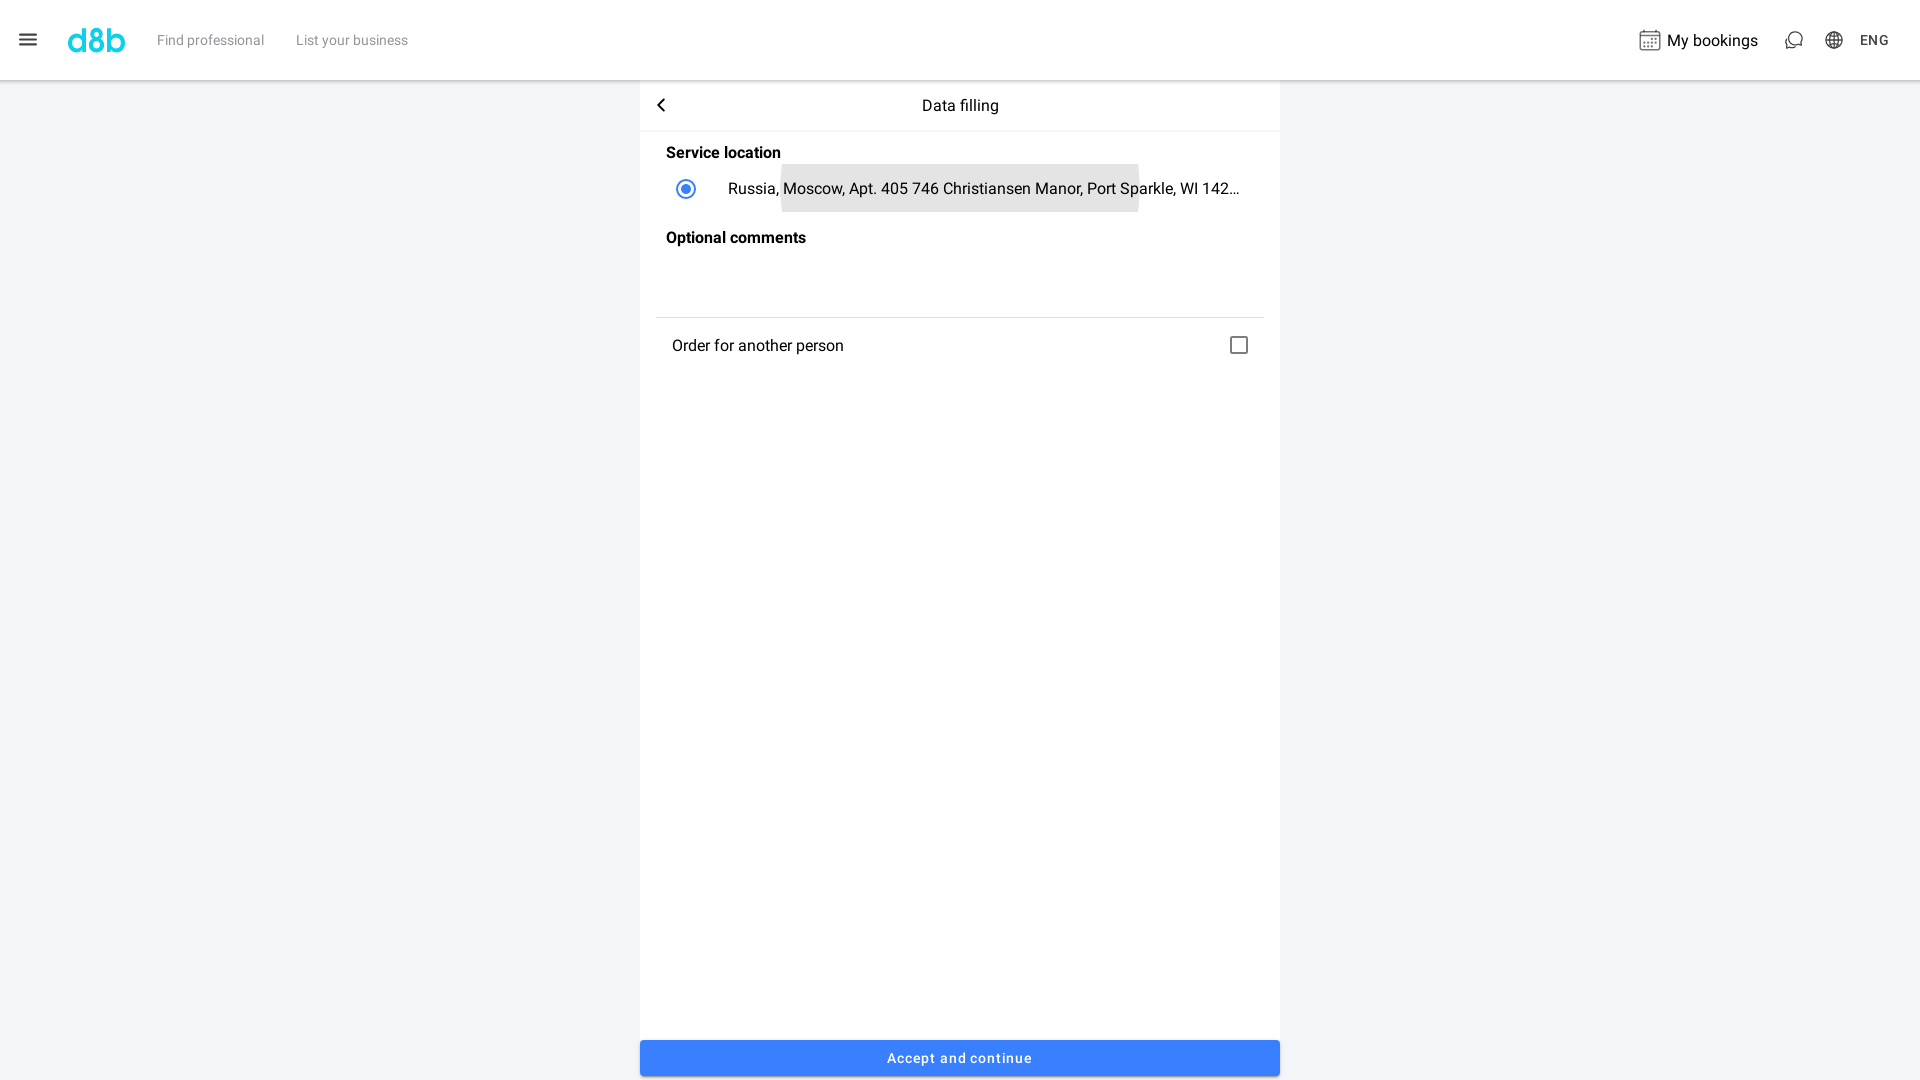 d8b
Find professional
List your business
My bookings
ENG
Data filling
Service location
Russia, Moscow, Apt. 405 746 Christiansen Manor, Port Sparkle, WI 142...
Optional comments
Order for another person
Accept and continue